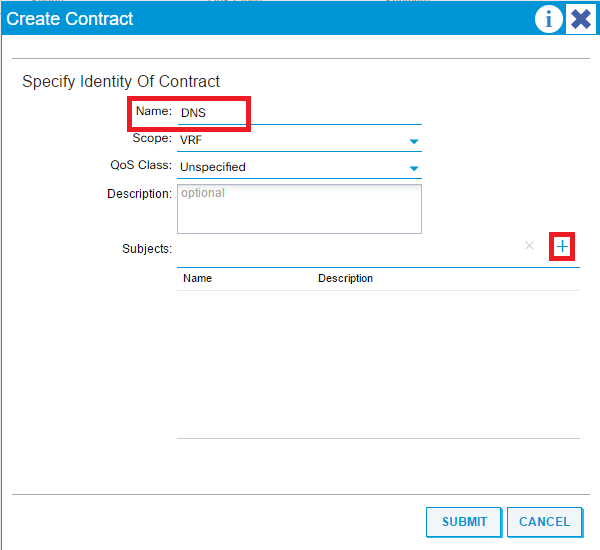 Create Contract
Specify Identity Of Contract
Name: DNS
Scope: VRF
QoS Class: Unspecified
Description: optional
Subjects:
Name Description
SUBMIT CANCEL